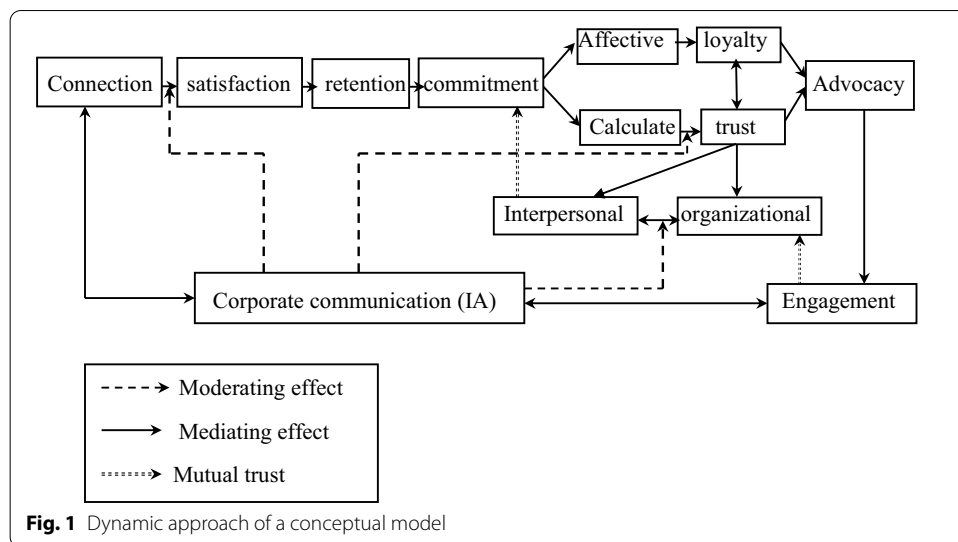 Affective
loyalty
Connection
satisfaction
retention
commitment
Advocacy
Calculate
trust
Interpersonal
organizational
Corporate communication (IA)
Engagement
Moderating effect
Mediating effect
Mutual trust
Fig. 1 Dynamic approach of a conceptual model